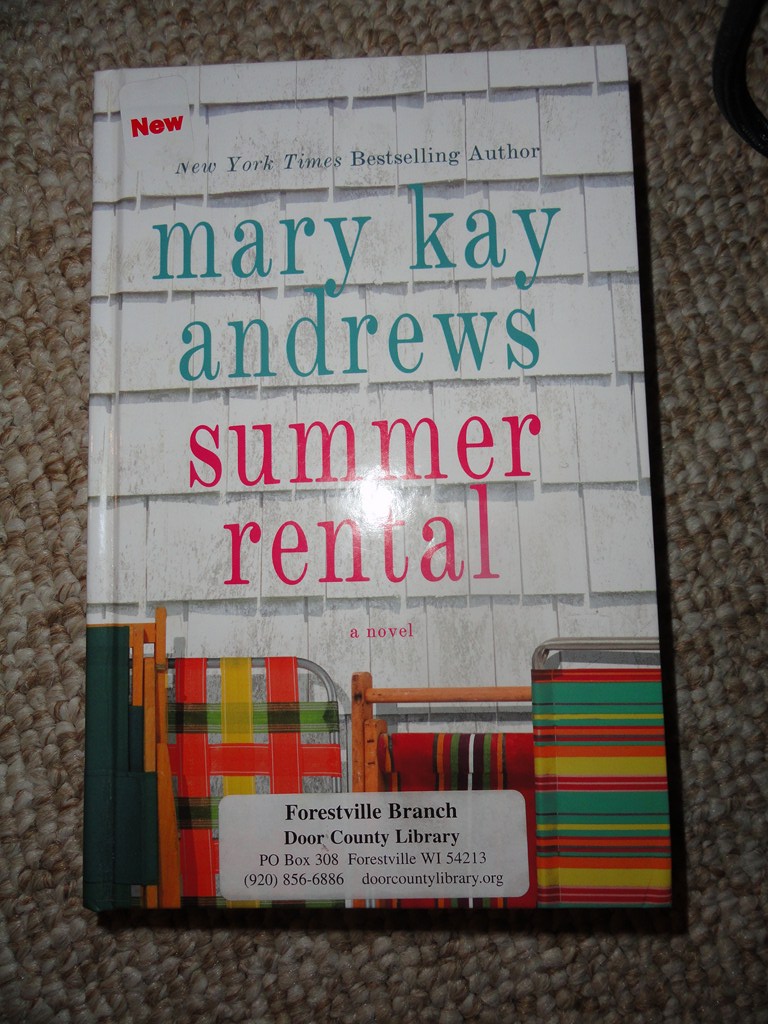 New
New York Times Bestselling Author
mary kay
andrews
summer
rental
a novel
Forestville Branch
Door County Library
PO Box 308 Forestville WI 54213
(920) 856-6886 doorcountylibrary.org